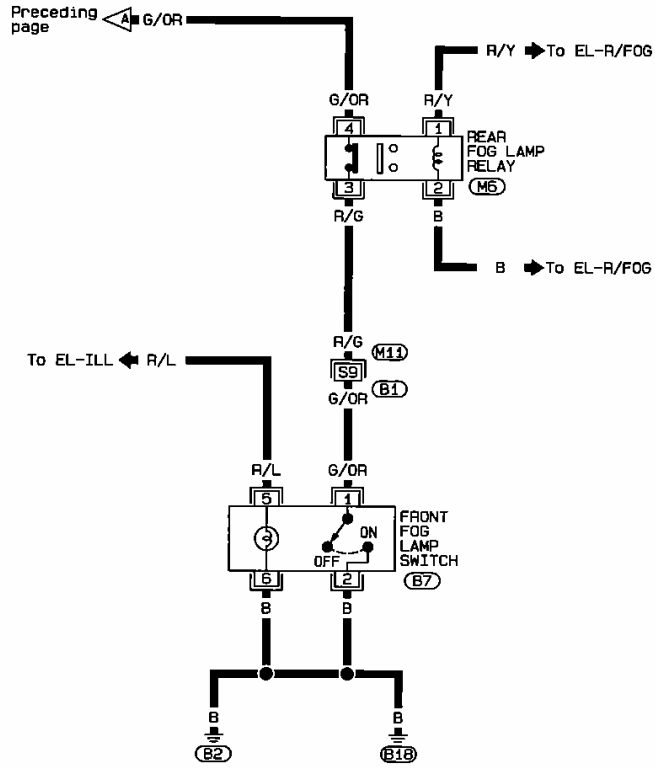 Preceding
page
A
G/OR
R/Y
To EL-R/FOG
G/OR
R/Y
4
1
REAR
FOG LAMP
RELAY
M6
3
2
R/G
B
B
To EL-R/FOG
R/G
M11
To EL-ILL
R/L
S9
B1
G/OR
R/L
G/OR
5
1
FRONT
FOG
LAMP
SWITCH
ON
OFF
6
2
B7
B
B
B
B
B2
B18